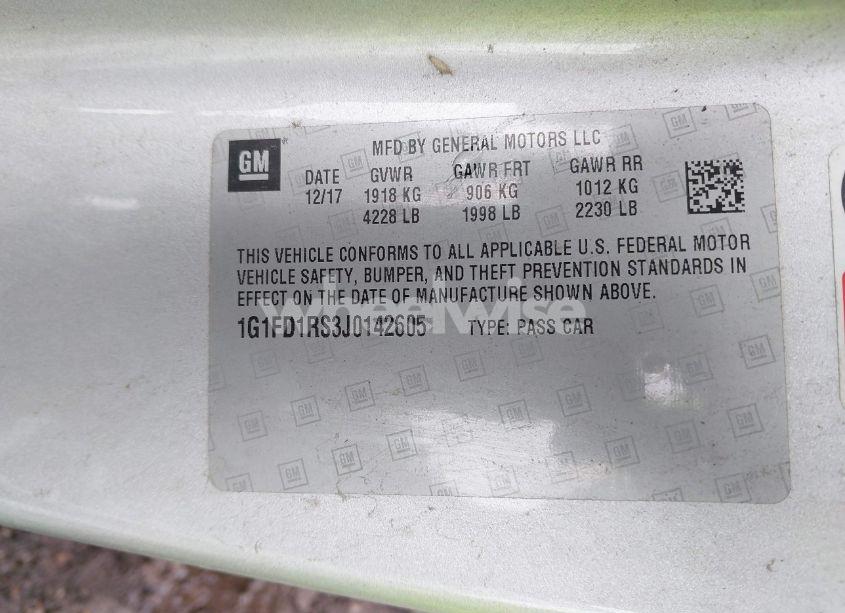 GM MFD BY GENERAL MOTORS LLC
DATE GVWR GAWR FRT GAWR RR
12/17 1918 KG 906 KG 1012 KG
4228 LB 1998 LB 2230 LB
THIS VEHICLE CONFORMS TO ALL APPLICABLE U.S. FEDERAL MOTOR
VEHICLE SAFETY, BUMPER, AND THEFT PREVENTION STANDARDS IN
EFFECT ON THE DATE OF MANUFACTURE SHOWN ABOVE.
wheelwise
1G1FD1RS3J0142605 TYPE: PASS CAR